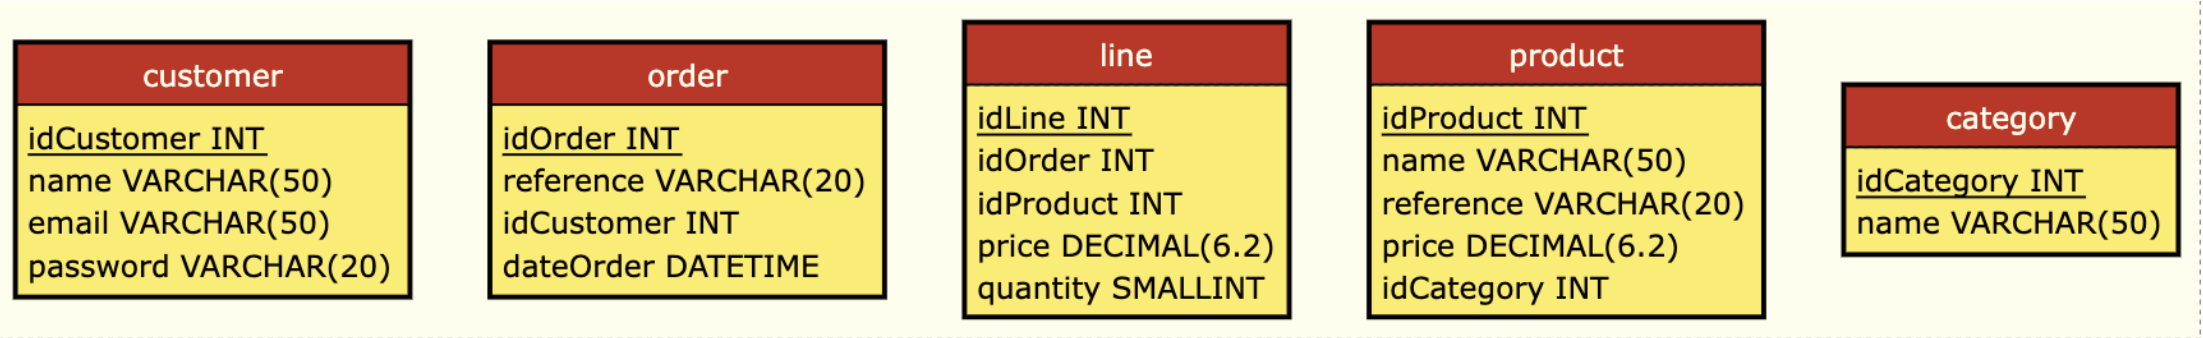 customer
idCustomer INT
name VARCHAR(50)
email VARCHAR(50)
password VARCHAR(20)
order
idOrder INT
reference VARCHAR(20)
idCustomer INT
dateOrder DATETIME
line
idLine INT
idOrder INT
idProduct INT
price DECIMAL(6.2)
quantity SMALLINT
product
idProduct INT
name VARCHAR(50)
reference VARCHAR(20)
price DECIMAL(6.2)
idCategory INT
category
idCategory INT
name VARCHAR(50)